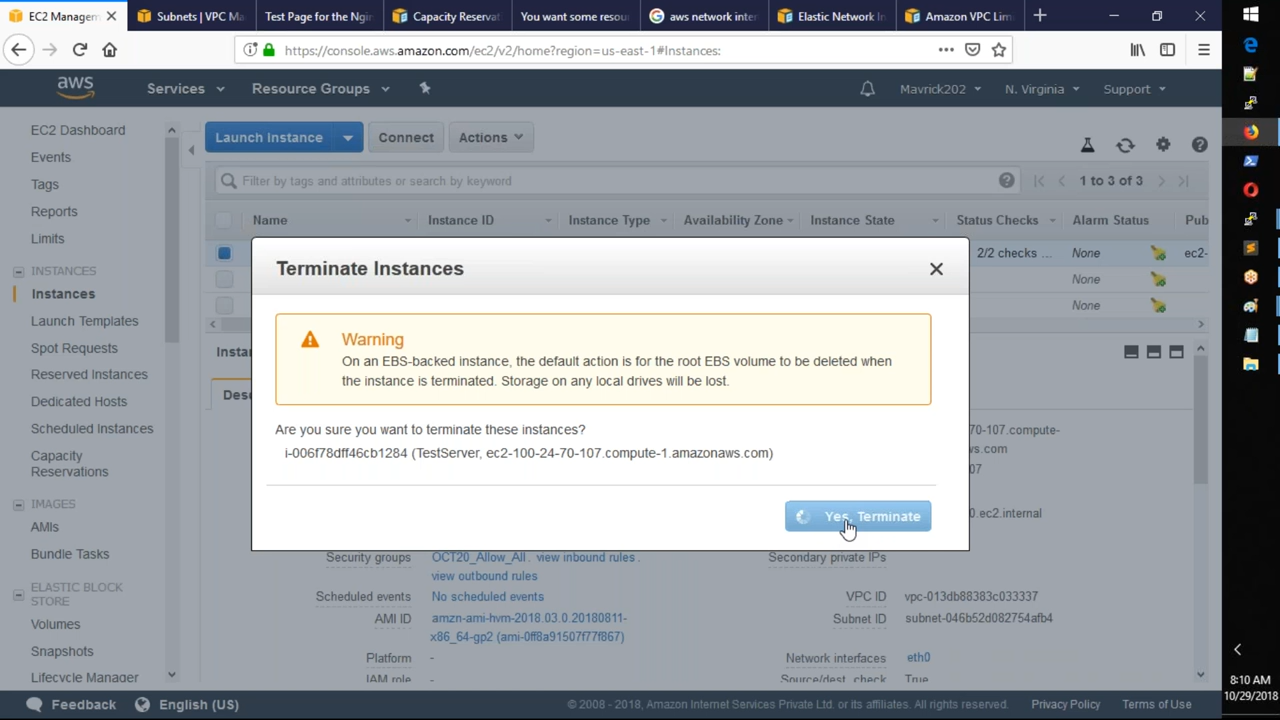 EC2 Managem
Subnets | VPC Ma
Test Page for the Ngin
Capacity Reservat
You want some resou
aws network inter
Elastic Network In
Amazon VPC Lim
https://console.aws.amazon.com/ec2/v2/home?region=us-east-1#Instances:
aws
Services
Resource Groups
Mavrick202
N. Virginia
Support
EC2 Dashboard
Events
Tags
Reports
Limits
INSTANCES
Instances
Launch Templates
Spot Requests
Reserved Instances
Dedicated Hosts
Scheduled Instances
Capacity
Reservations
IMAGES
AMIs
Bundle Tasks
ELASTIC BLOCK
STORE
Volumes
Snapshots
Lifecycle Manager
Launch Instance
Connect
Actions
Filter by tags and attributes or search by keyword
1 to 3 of 3
Name
Instance ID
Instance Type
Availability Zone
Instance State
Status Checks
Alarm Status
Pub
2/2 checks ...
None
ec2-
None
None
Terminate Instances
Warning
On an EBS-backed instance, the default action is for the root EBS volume to be deleted when
the instance is terminated. Storage on any local drives will be lost.
Are you sure you want to terminate these instances?
i-006f78dff46cb1284 (TestServer, ec2-100-24-70-107.compute-1.amazonaws.com)
Yes, Terminate
Instan
Desc
70-107.compute-
vs.com
07
0.ec2.internal
Security groups
OCT20_Allow_All. view inbound rules.
view outbound rules
Secondary private IPs
Scheduled events
No scheduled events
VPC ID
vpc-013db88383c033337
AMI ID
amzn-ami-hvm-2018.03.0.20180811-
x86_64-gp2 (ami-0ff8a91507f77f867)
Subnet ID
subnet-046b52d082754afb4
Platform
-
Network interfaces
eth0
IAM role
-
Source/dest. check
True
Feedback
English (US)
© 2008 - 2018, Amazon Internet Services Private Ltd. or its affiliates. All rights reserved.
Privacy Policy
Terms of Use
8:10 AM
10/29/2018